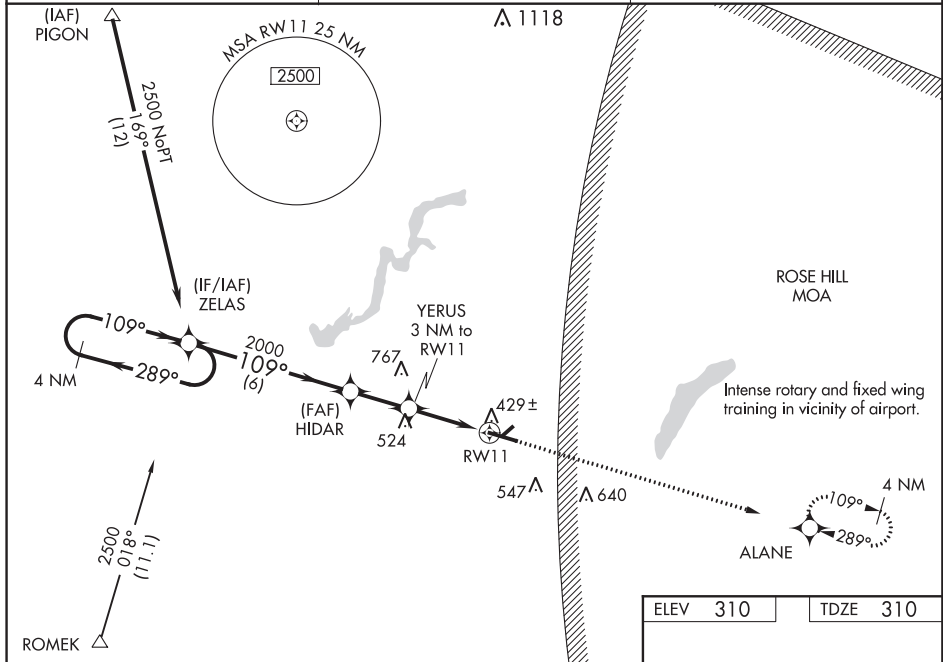 (IAF)
PIGON
1118
MSA RW11 25 NM
2500
2500 NoPT
169°
(12)
(IF/IAF)
ZELAS
109°
289°
4 NM
2000
109°
(6)
(FAF)
HIDAR
767
YERUS
3 NM to
RW11
524
429±
RW11
547
640
ROSE HILL
MOA
Intense rotary and fixed wing
training in vicinity of airport.
4 NM
109°
289°
ALANE
2500
018°
(11.1)
ROMEK
ELEV 310
TDZE 310